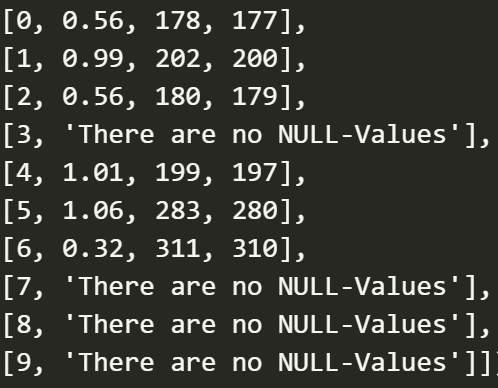 [0, 0.56, 178, 177],
[1, 0.99, 202, 200],
[2, 0.56, 180, 179],
[3, 'There are no NULL-Values'],
[4, 1.01, 199, 197],
[5, 1.06, 283, 280],
[6, 0.32, 311, 310],
[7, 'There are no NULL-Values'],
[8, 'There are no NULL-Values'],
[9, 'There are no NULL-Values']]]